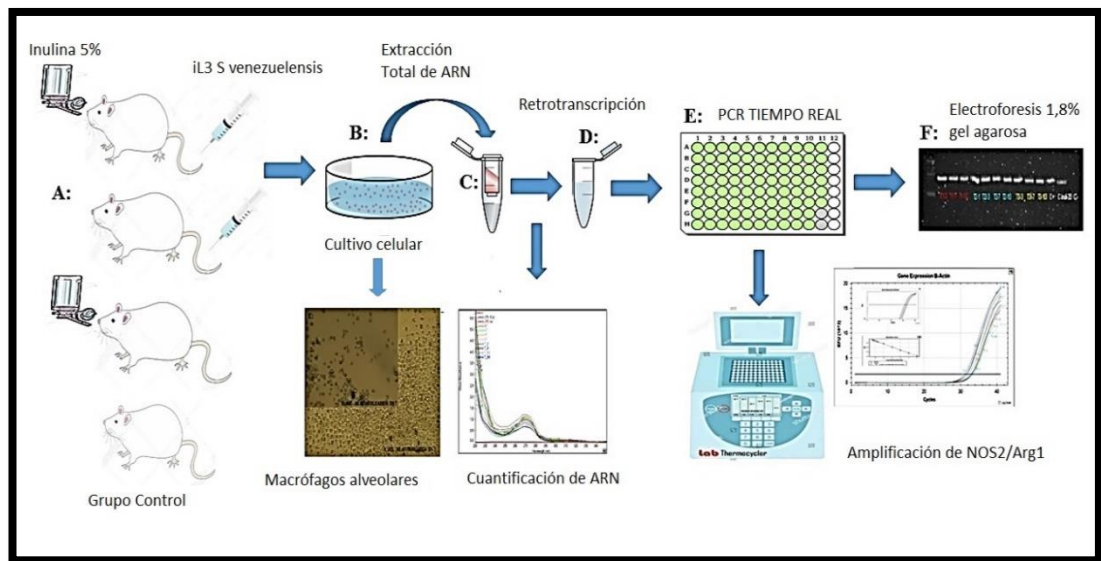 Inulina 5%
iL3 S venezuelensis
Extracción
Total de ARN
Retrotranscripción
A:
B:
C:
D:
E:
PCR TIEMPO REAL
1 2 3 4 5 6 7 8 9 10 11 12
A
B
C
D
E
F
G
H
Electroforesis 1,8%
F: gel agarosa
Cultivo celular
Macrófagos alveolares
Cuantificación de ARN
Gene Expression B-Actin
Cycles
Lab Thermocycler
Amplificación de NOS2/Arg1
Grupo Control